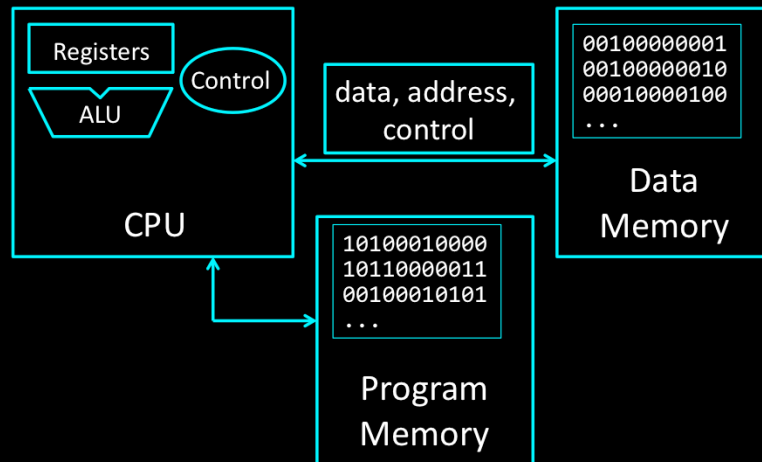 Registers
Control
ALU
CPU
data, address,
control
00100000001
00100000010
00010000100
...
Data
Memory
10100010000
10110000011
00100010101
...
Program
Memory